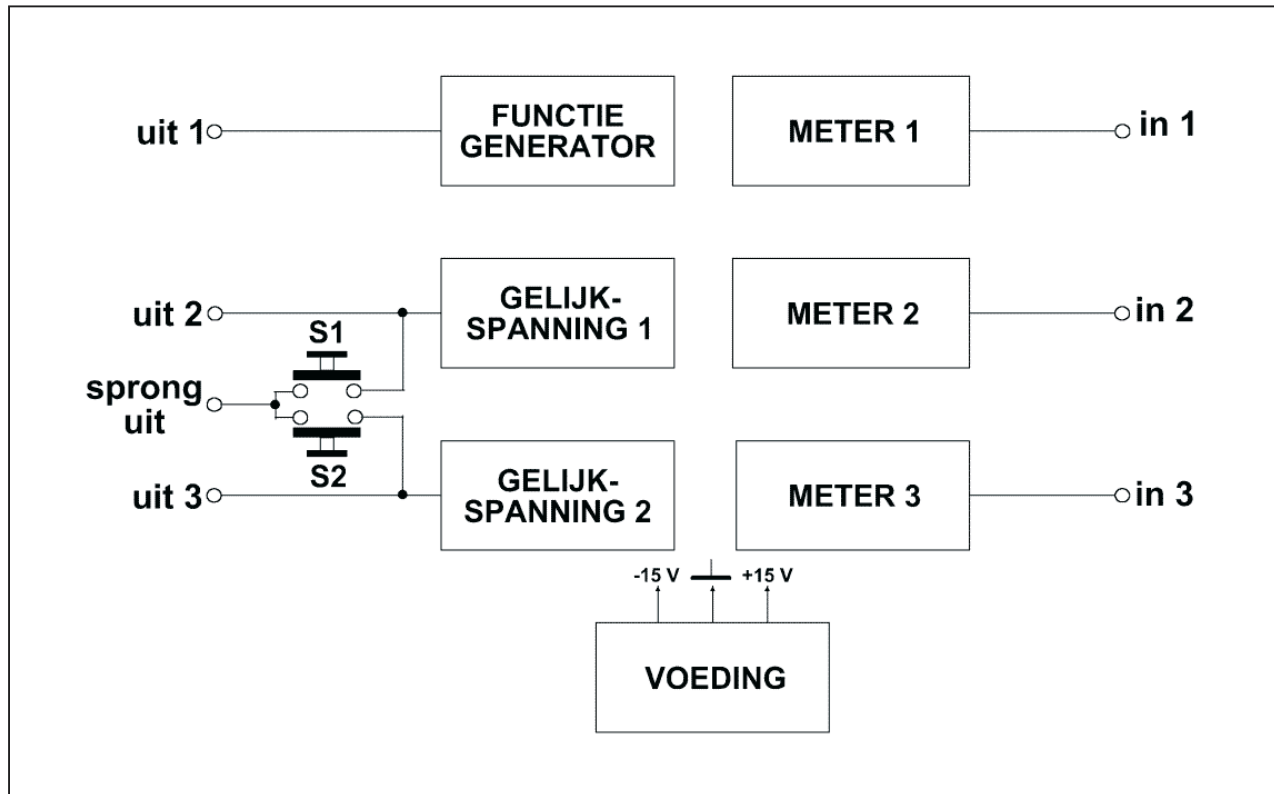 uit 1
FUNCTIE
GENERATOR
METER 1
in 1
uit 2
GELIJK-
SPANNING 1
METER 2
in 2
S1
sprong
uit
S2
uit 3
GELIJK-
SPANNING 2
METER 3
in 3
-15 V
+15 V
VOEDING